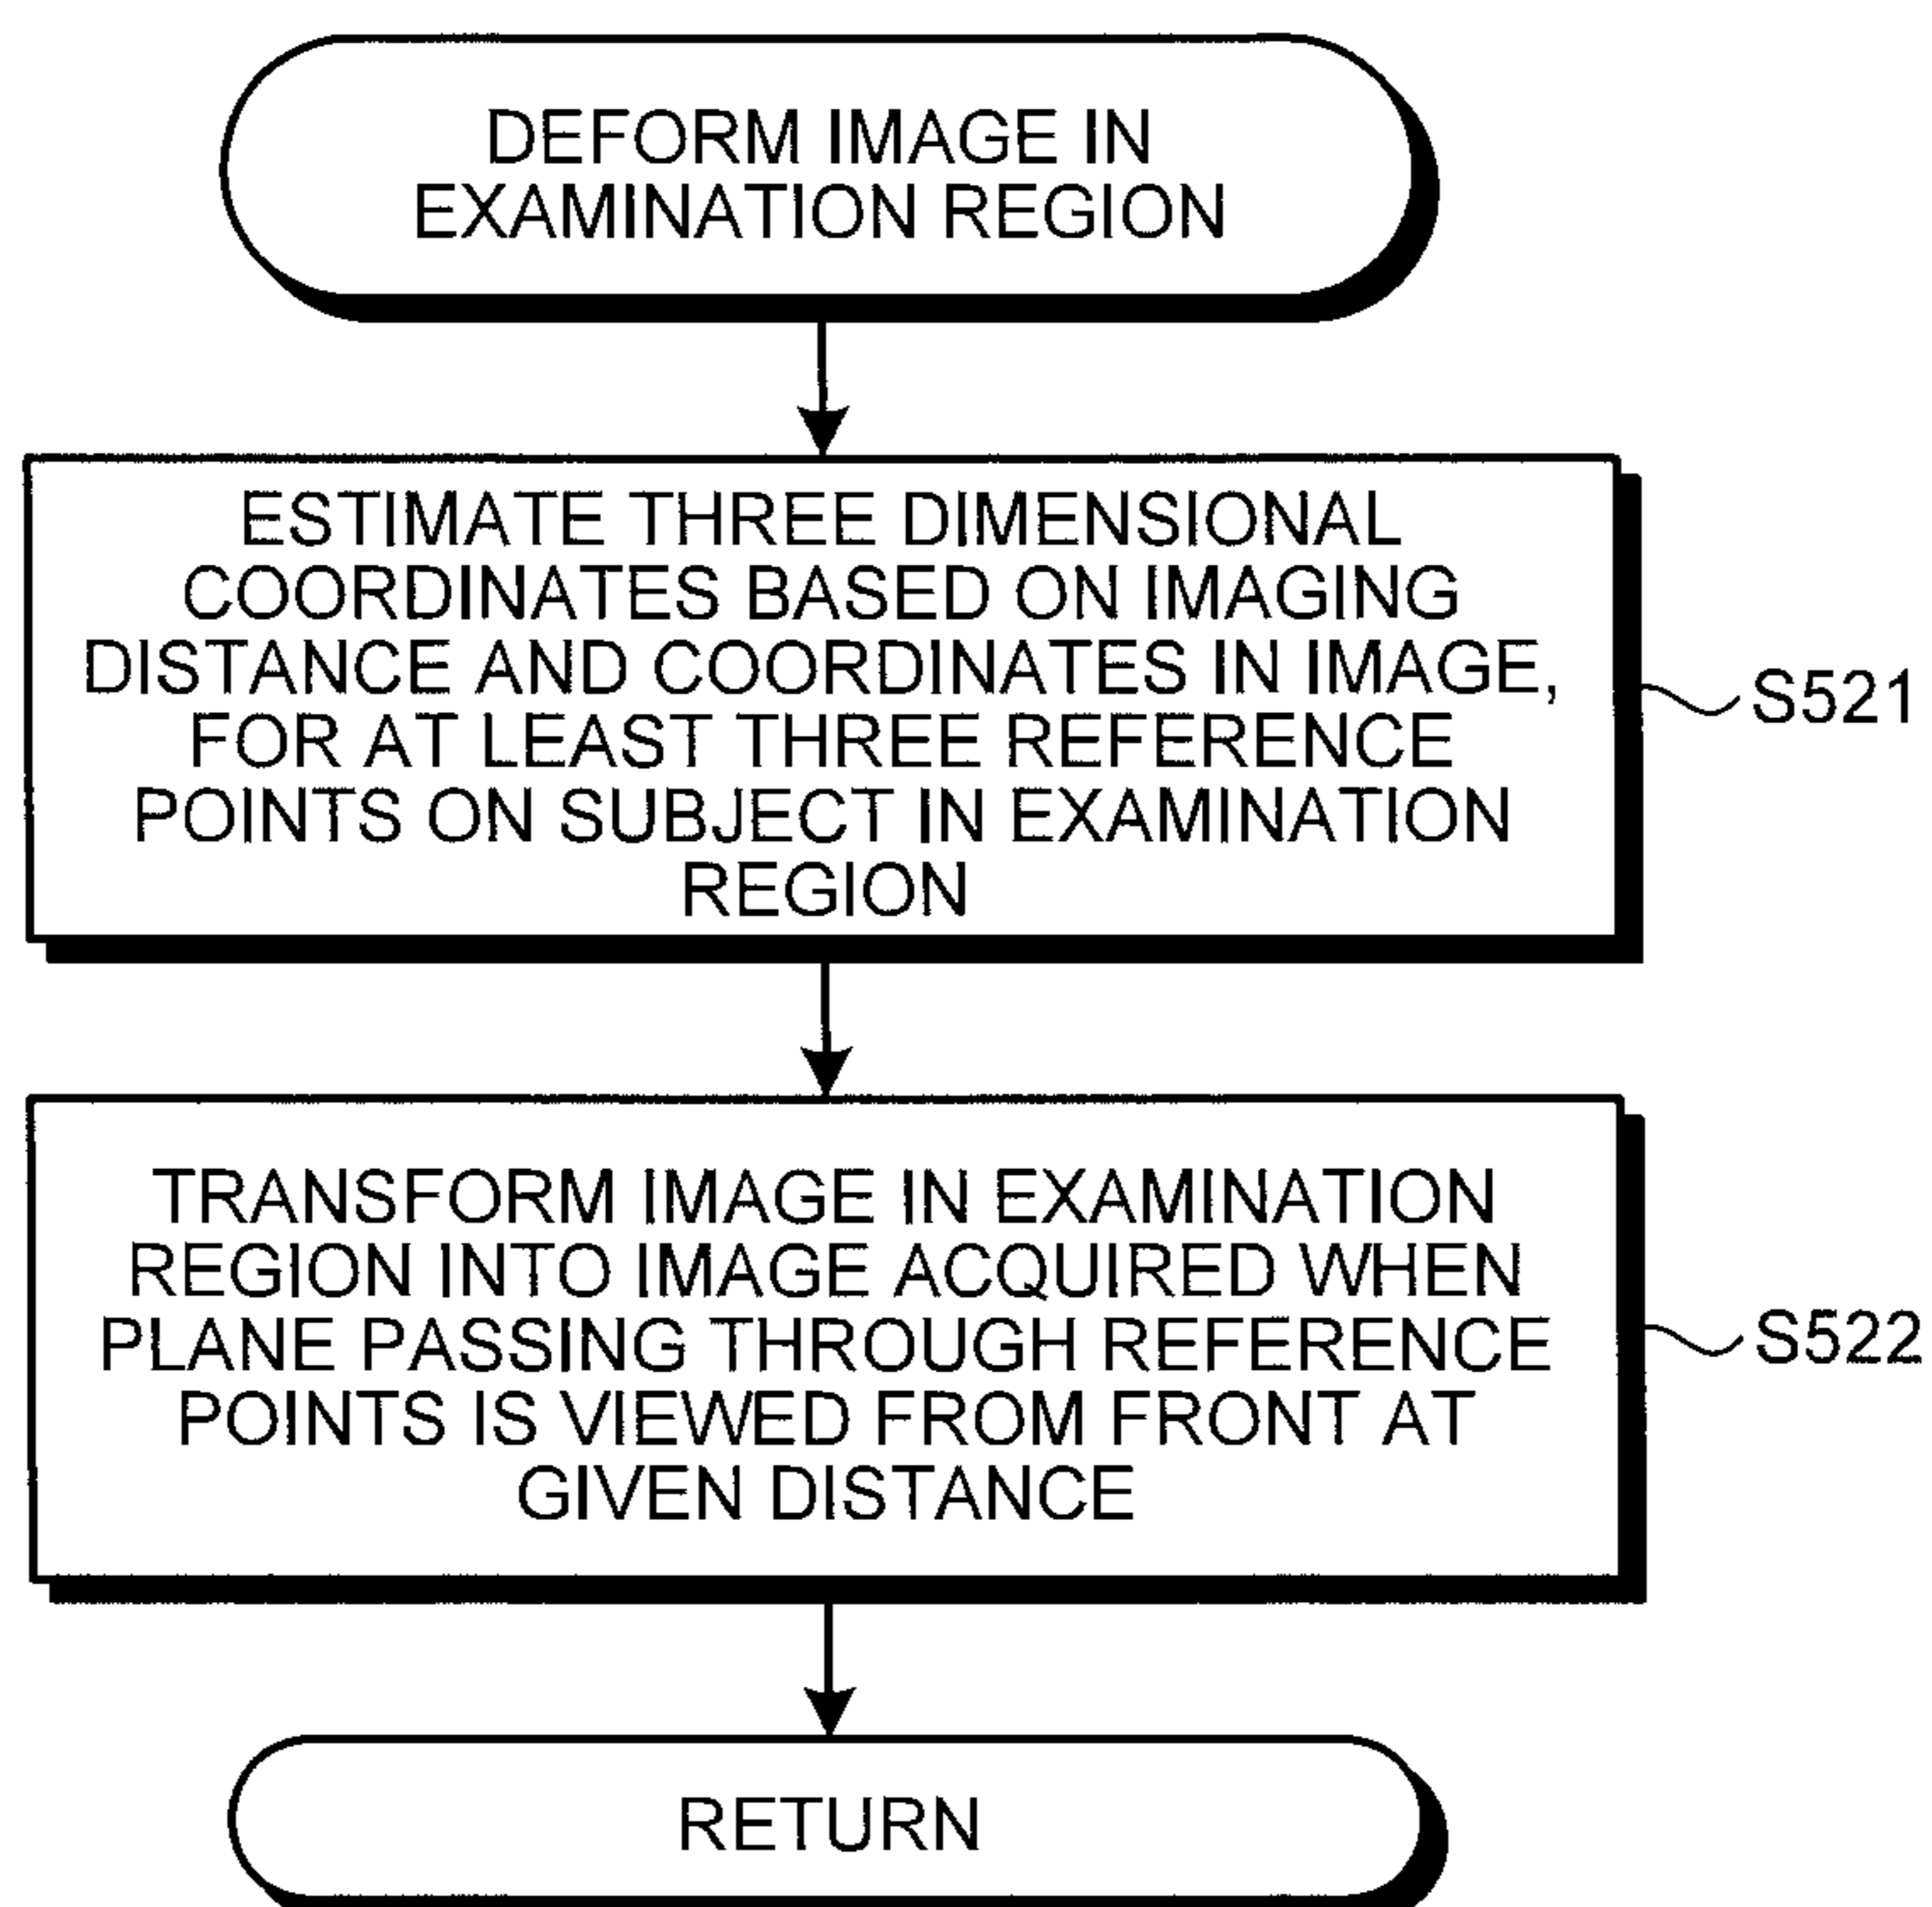 DEFORM IMAGE IN
EXAMINATION REGION
ESTIMATE THREE DIMENSIONAL
COORDINATES BASED ON IMAGING
DISTANCE AND COORDINATES IN IMAGE,
FOR AT LEAST THREE REFERENCE
POINTS ON SUBJECT IN EXAMINATION
REGION
S521
TRANSFORM IMAGE IN EXAMINATION
REGION INTO IMAGE ACQUIRED WHEN
PLANE PASSING THROUGH REFERENCE
POINTS IS VIEWED FROM FRONT AT
GIVEN DISTANCE
S522
RETURN